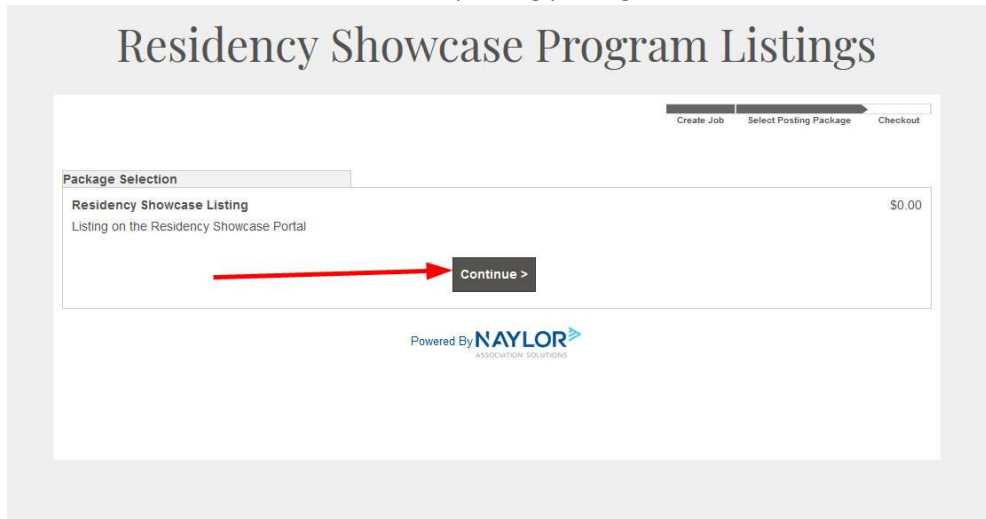 Residency Showcase Program Listings
Create Job Select Posting Package Checkout
Package Selection
Residency Showcase Listing $0.00
Listing on the Residency Showcase Portal
Continue >
Powered By NAYLOR
ASSOCIATION SOLUTIONS